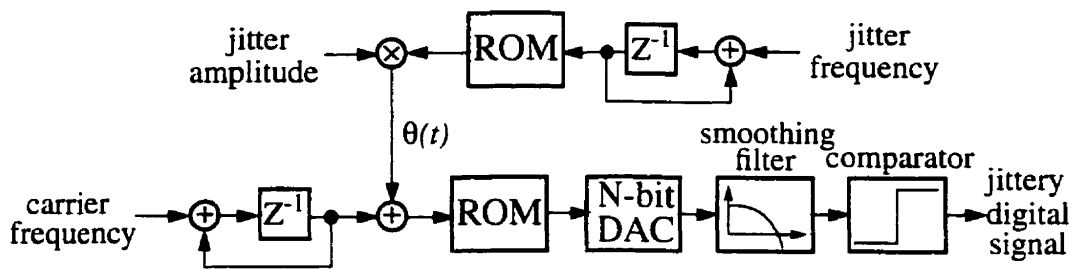 jitter
amplitude
ROM
Z⁻¹
jitter
frequency
θ(t)
carrier
frequency
Z⁻¹
ROM
N-bit
DAC
smoothing
filter
comparator
jittery
digital
signal